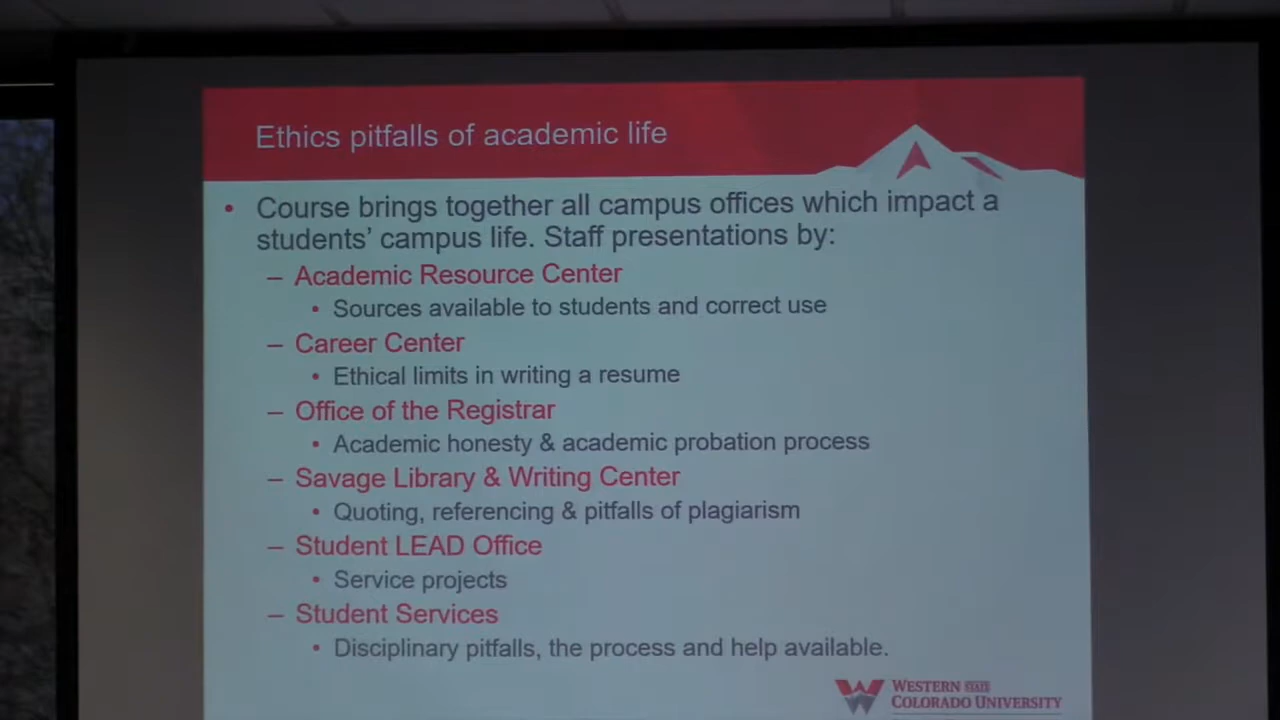 Ethics pitfalls of academic life
• Course brings together all campus offices which impact a
students’ campus life. Staff presentations by:
– Academic Resource Center
• Sources available to students and correct use
– Career Center
• Ethical limits in writing a resume
– Office of the Registrar
• Academic honesty & academic probation process
– Savage Library & Writing Center
• Quoting, referencing & pitfalls of plagiarism
– Student LEAD Office
• Service projects
– Student Services
• Disciplinary pitfalls, the process and help available.
WESTERN STATE
COLORADO UNIVERSITY